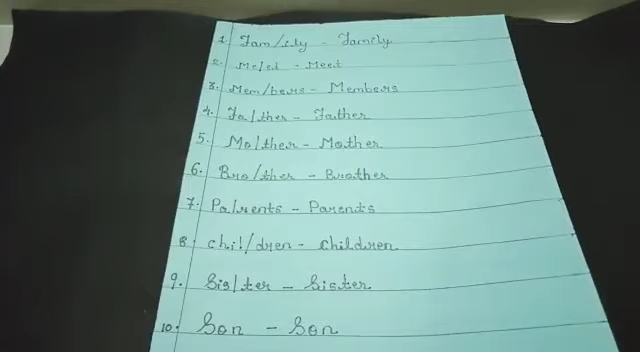 1. Fam/ily - Family
2. Me/et - Meet
3. Mem/bers - Members
4. Fa/ther - Father
5. Mo/ther - Mother
6. Bro/ther - Brother
7. Pa/rents - Parents
8. Chil/dren - Children
9. Sis/ter - Sister
10. Son - Son